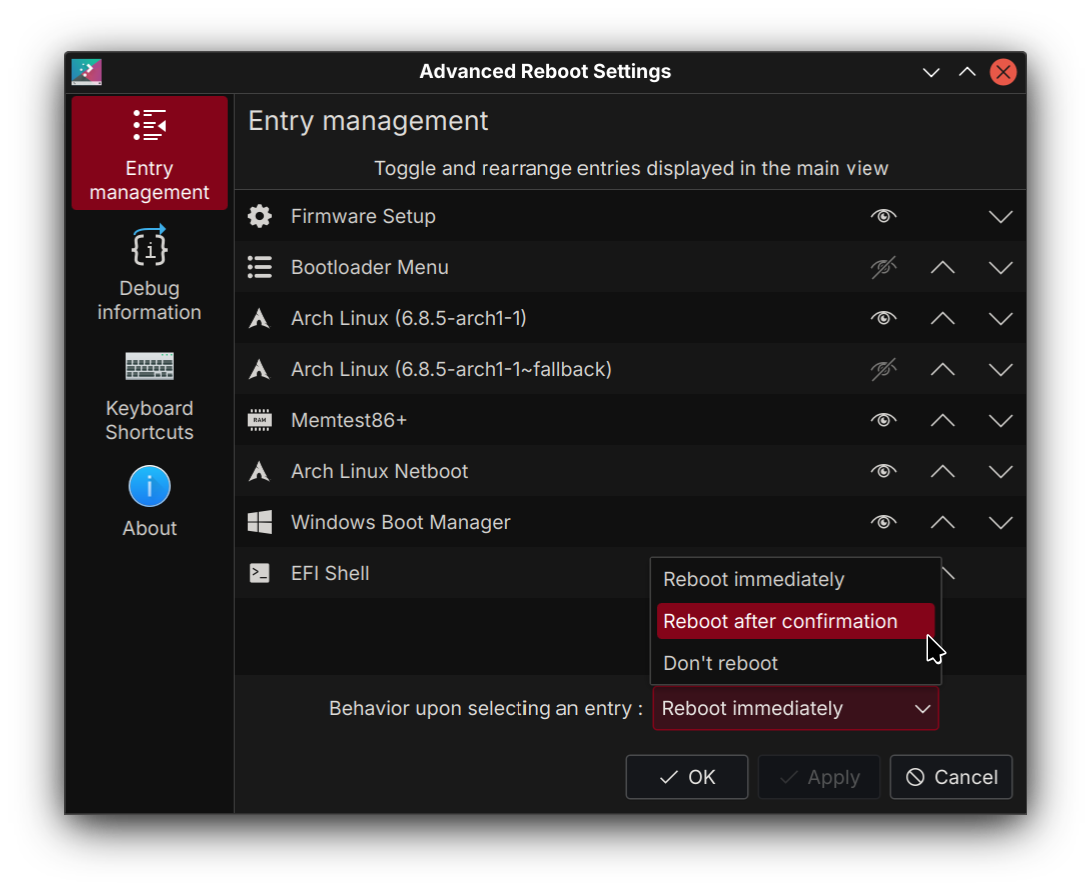 Advanced Reboot Settings
Entry
management
Debug
information
Keyboard
Shortcuts
About
Entry management
Toggle and rearrange entries displayed in the main view
Firmware Setup
Bootloader Menu
Arch Linux (6.8.5-arch1-1)
Arch Linux (6.8.5-arch1-1~fallback)
RAM
Memtest86+
Arch Linux Netboot
Windows Boot Manager
EFI Shell
Reboot immediately
Reboot after confirmation
Don't reboot
Behavior upon selecting an entry : Reboot immediately
OK Apply Cancel